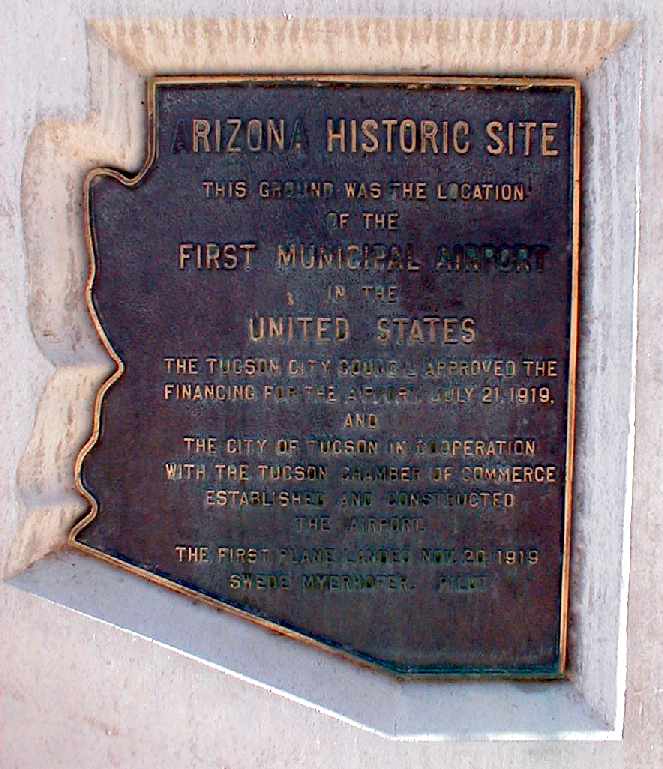 ARIZONA HISTORIC SITE
THIS GROUND WAS THE LOCATION
OF THE
FIRST MUNICIPAL AIRPORT
IN THE
UNITED STATES
THE TUCSON CITY COUNCIL APPROVED THE
FINANCING FOR THE AIRPORT JULY 21, 1919.
AND
THE CITY OF TUCSON IN COOPERATION
WITH THE TUCSON CHAMBER OF COMMERCE
ESTABLISHED AND CONSTRUCTED
THE AIRPORT
THE FIRST PLANE LANDED NOV. 20 1919
SWEDE MYERHOFER, PILOT